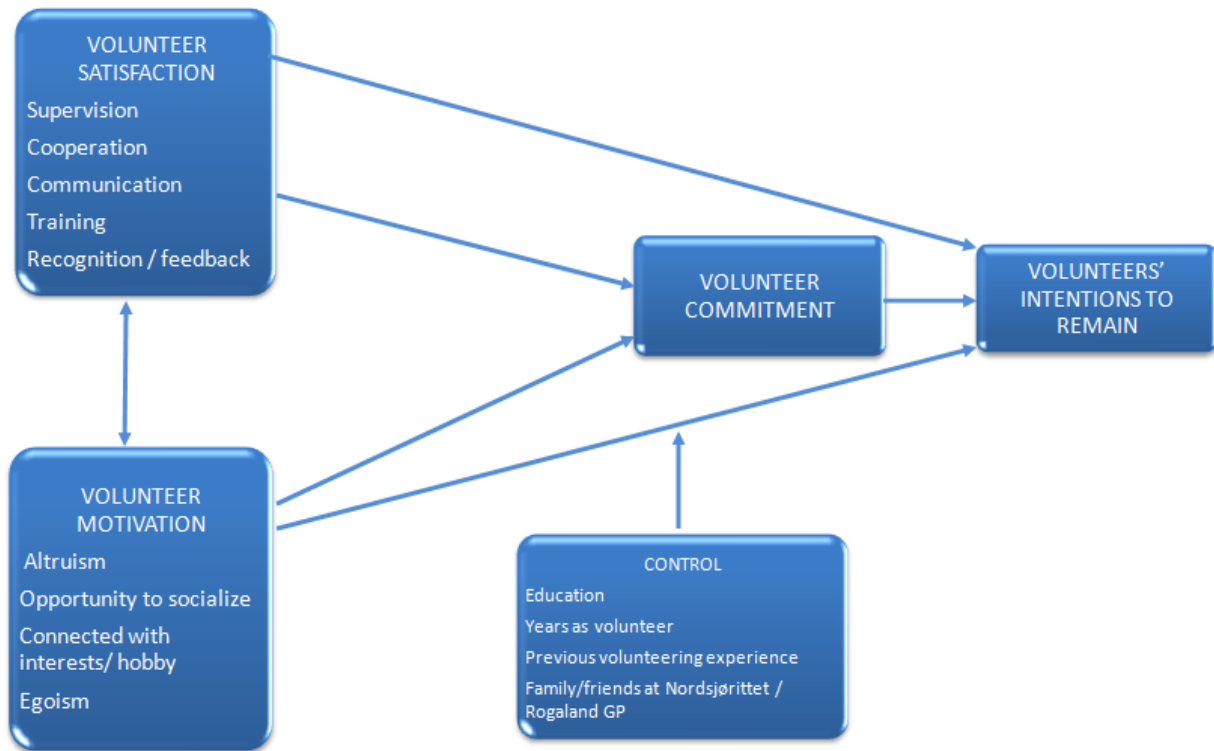 VOLUNTEER
SATISFACTION
Supervision
Cooperation
Communication
Training
Recognition / feedback
VOLUNTEER
COMMITMENT
VOLUNTEERS'
INTENTIONS TO
REMAIN
VOLUNTEER
MOTIVATION
Altruism
Opportunity to socialize
Connected with
interests/ hobby
Egoism
CONTROL
Education
Years as volunteer
Previous volunteering experience
Family/friends at Nordsjørittet /
Rogaland GP